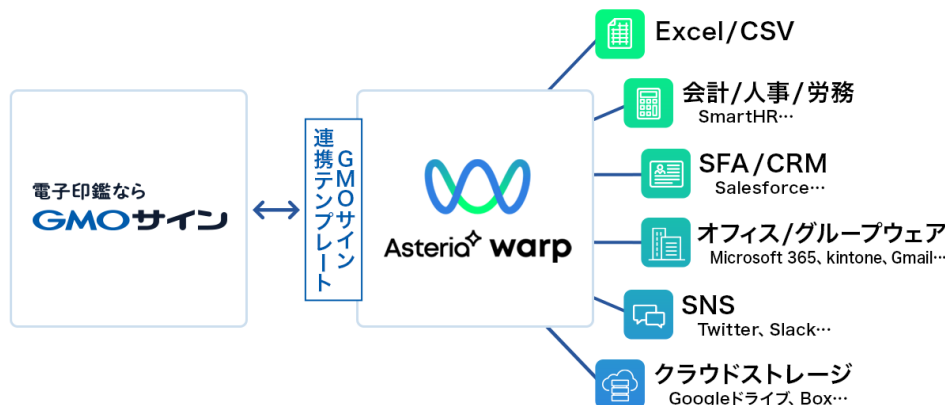 電子印鑑なら
GMOサイン
GMOサイン
連携テンプレート
Asteria warp
Excel/CSV
会計/人事/労務
SmartHR…
SFA/CRM
Salesforce…
オフィス/グループウェア
Microsoft 365、kintone、Gmail…
SNS
Twitter、Slack…
クラウドストレージ
Googleドライブ、Box…